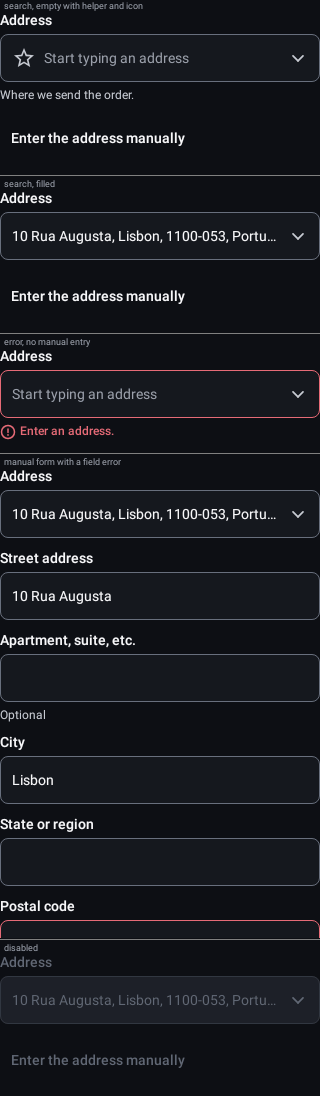 search, empty with helper and icon
Address
Start typing an address
Where we send the order.
Enter the address manually
search, filled
Address
10 Rua Augusta, Lisbon, 1100-053, Portu...
Enter the address manually
error, no manual entry
Address
Start typing an address
Enter an address.
manual form with a field error
Address
10 Rua Augusta, Lisbon, 1100-053, Portu...
Street address
10 Rua Augusta
Apartment, suite, etc.
Optional
City
Lisbon
State or region
Postal code
disabled
Address
10 Rua Augusta, Lisbon, 1100-053, Portu...
Enter the address manually